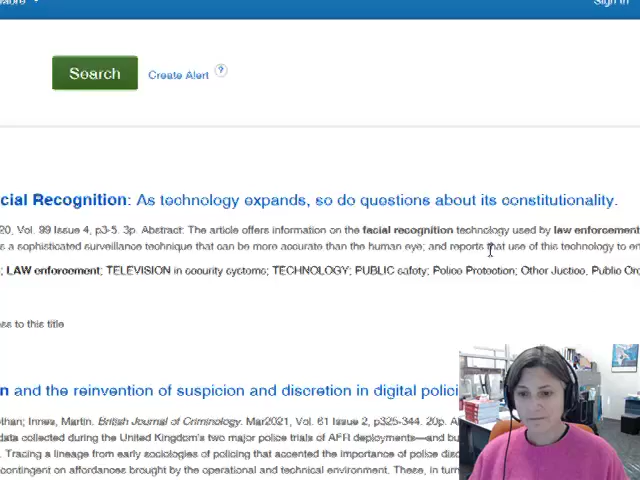 Sign In
Search
Create Alert ?
cial Recognition: As technology expands, so do questions about its constitutionality.
20, Vol. 99 Issue 4, p3-5. 3p. Abstract: The article offers information on the facial recognition technology used by law enforcement
s a sophisticated surveillance technique that can be more accurate than the human eye; and reports that use of this technology to en
; LAW enforcement; TELEVISION in security systems; TECHNOLOGY; PUBLIC safety; Police Protection; Other Justice, Public Or
ess to this title
n and the reinvention of suspicion and discretion in digital polici
than; Innes, Martin. British Journal of Criminology. Mar2021, Vol. 61 Issue 2, p325-344. 20p. A
data collected during the United Kingdom's two major police trials of AFR deployments—and bu
. Tracing a lineage from early sociologies of policing that accented the importance of police disc
contingent on affordances brought by the operational and technical environment. These, in turn